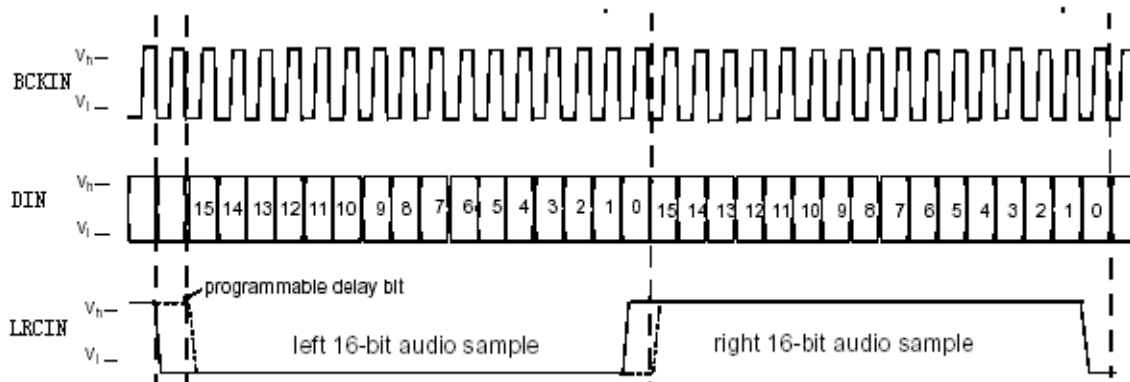 BCKIN Vh
Vl
DIN Vh
Vl
15 14 13 12 11 10 9 8 7 6 5 4 3 2 1 0 15 14 13 12 11 10 9 8 7 6 5 4 3 2 1 0
programmable delay bit
LRCIN Vh
Vl
left 16-bit audio sample
right 16-bit audio sample